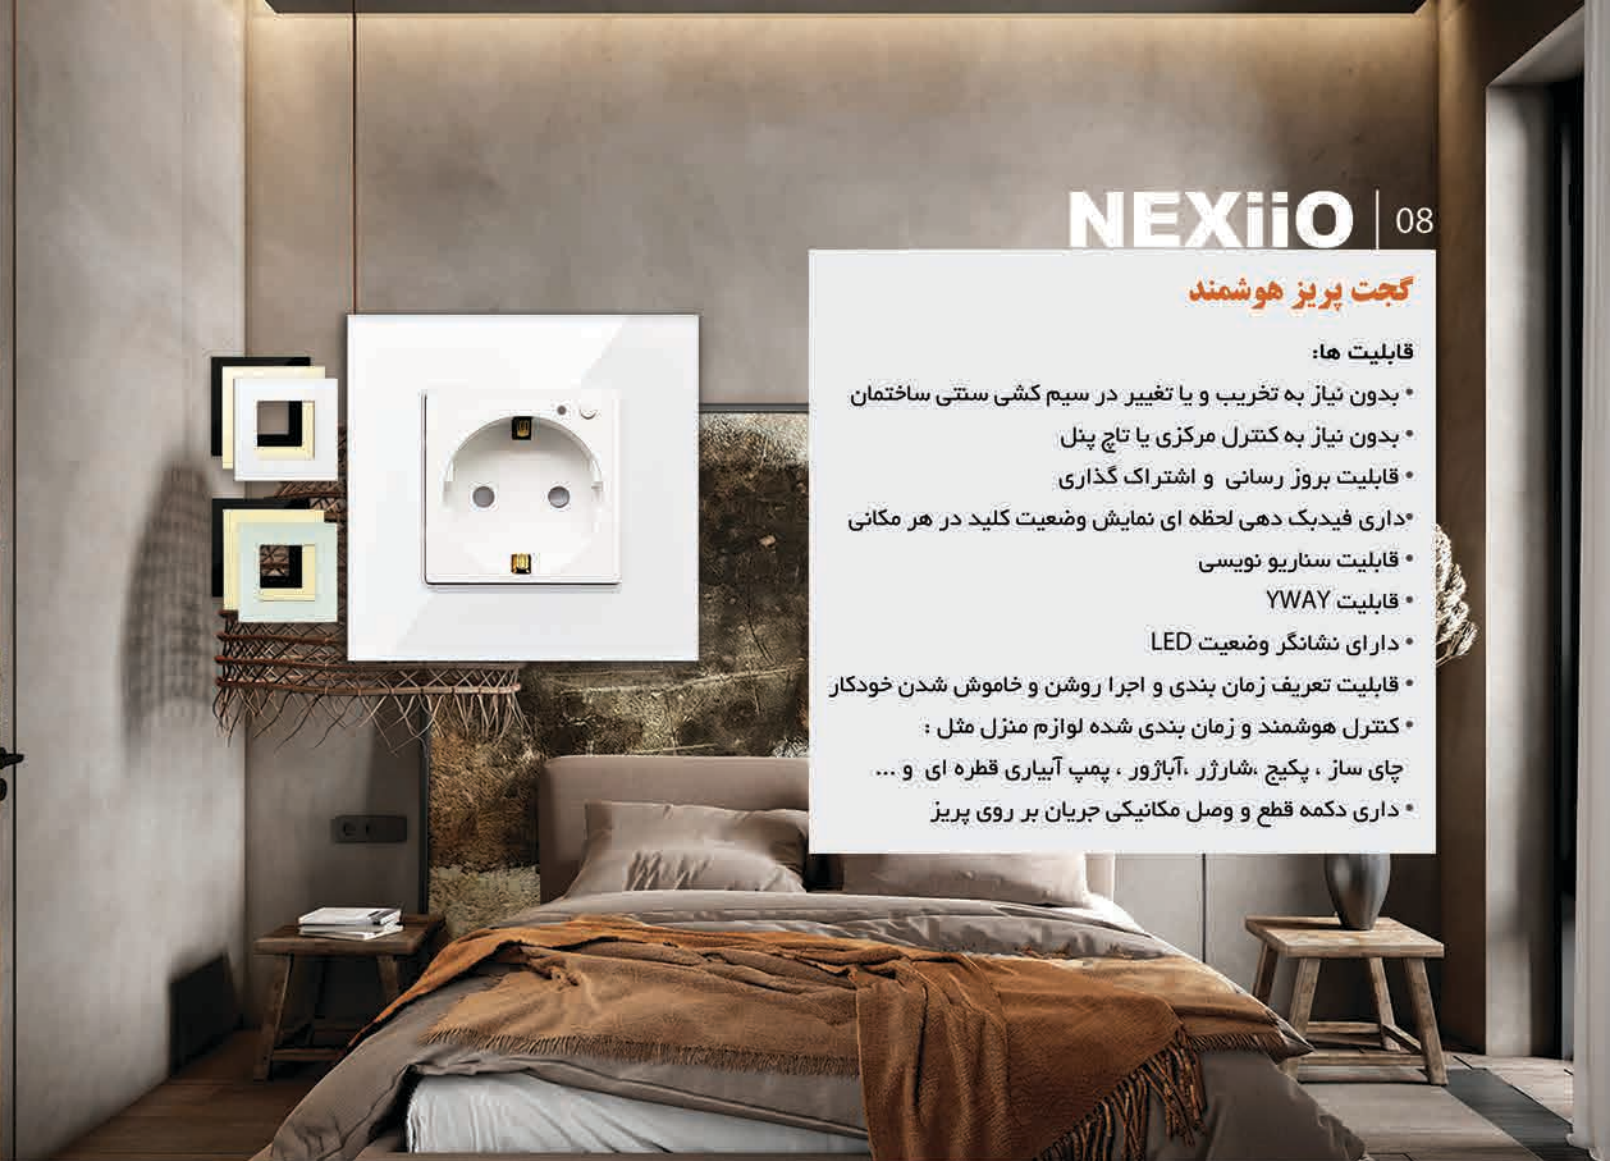 NEXiiO | 08
گجت پریز هوشمند
قابلیت ها:
• بدون نیاز به تخریب و یا تغییر در سیم کشی سنتی ساختمان
• بدون نیاز به کنترل مرکزی یا تاچ پنل
• قابلیت بروز رسانی و اشتراک گذاری
•داری فیدبک دهی لحظه ای نمایش وضعیت کلید در هر مکانی
• قابلیت سناریو نویسی
• قابلیت YWAY
• دارای نشانگر وضعیت LED
• قابلیت تعریف زمان بندی و اجرا روشن و خاموش شدن خودکار
• کنترل هوشمند و زمان بندی شده لوازم منزل مثل :
چای ساز ، پکیج ،شارژر ،آباژور ، پمپ آبیاری قطره ای و ...
• داری دکمه قطع و وصل مکانیکی جریان بر روی پریز